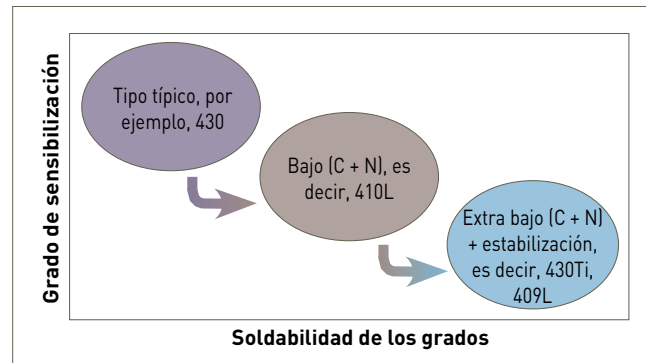 Grado de sensibilización
Tipo típico, por
ejemplo, 430
Bajo (C + N), es
decir, 410L
Extra bajo (C + N)
+ estabilización,
es decir, 430Ti,
409L
Soldabilidad de los grados